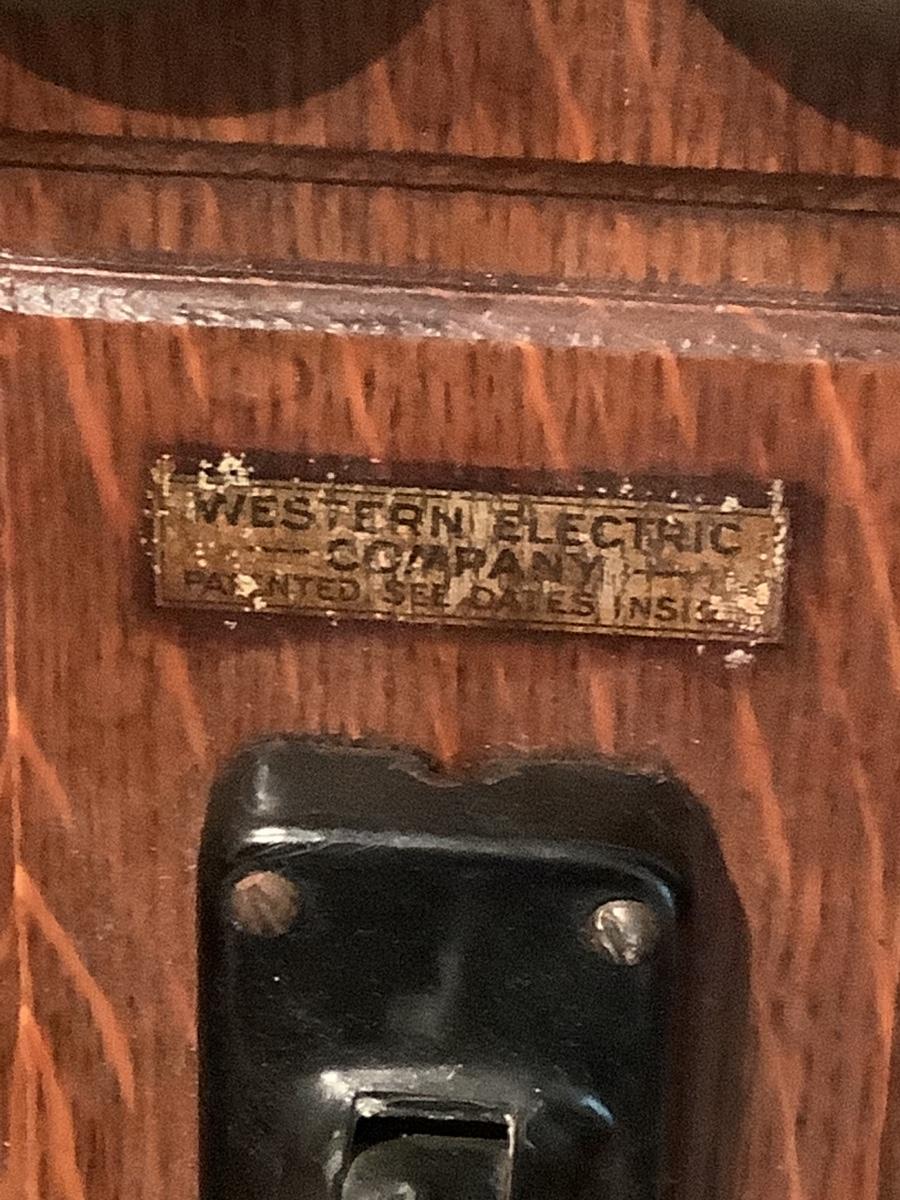 WESTERN ELECTRIC
— COMPANY —
PATENTED SEE DATES INSIDE